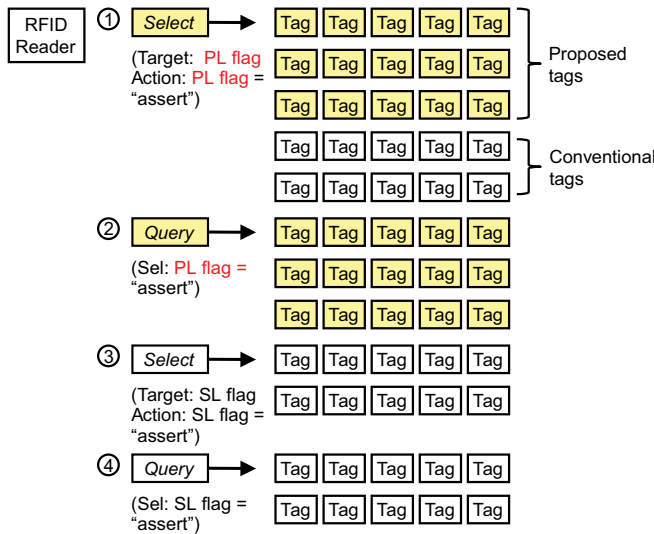 RFID
Reader
① Select
(Target: PL flag
Action: PL flag =
“assert”)
Tag Tag Tag Tag Tag
Tag Tag Tag Tag Tag
Tag Tag Tag Tag Tag
Proposed
tags
Tag Tag Tag Tag Tag
Tag Tag Tag Tag Tag
Conventional
tags
② Query
(Sel: PL flag =
“assert”)
Tag Tag Tag Tag Tag
Tag Tag Tag Tag Tag
Tag Tag Tag Tag Tag
③ Select
(Target: SL flag
Action: SL flag =
“assert”)
Tag Tag Tag Tag Tag
Tag Tag Tag Tag Tag
④ Query
(Sel: SL flag =
“assert”)
Tag Tag Tag Tag Tag
Tag Tag Tag Tag Tag